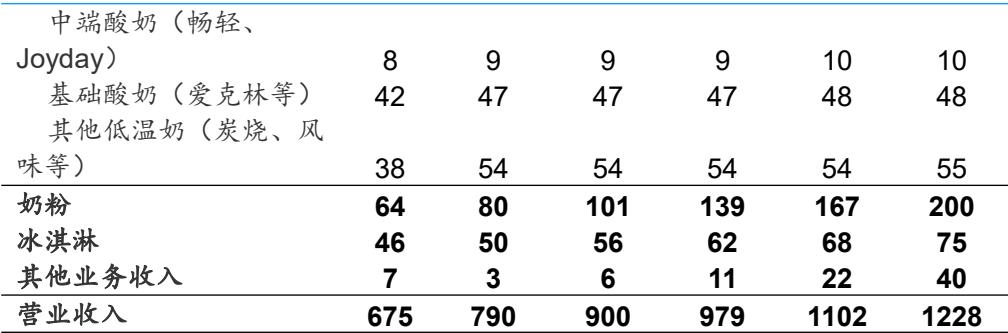 中端酸奶（畅轻、
Joyday） 8 9 9 9 10 10
基础酸奶（爱克林等） 42 47 47 47 48 48
其他低温奶（炭烧、风
味等） 38 54 54 54 54 55
奶粉 64 80 101 139 167 200
冰淇淋 46 50 56 62 68 75
其他业务收入 7 3 6 11 22 40
营业收入 675 790 900 979 1102 1228